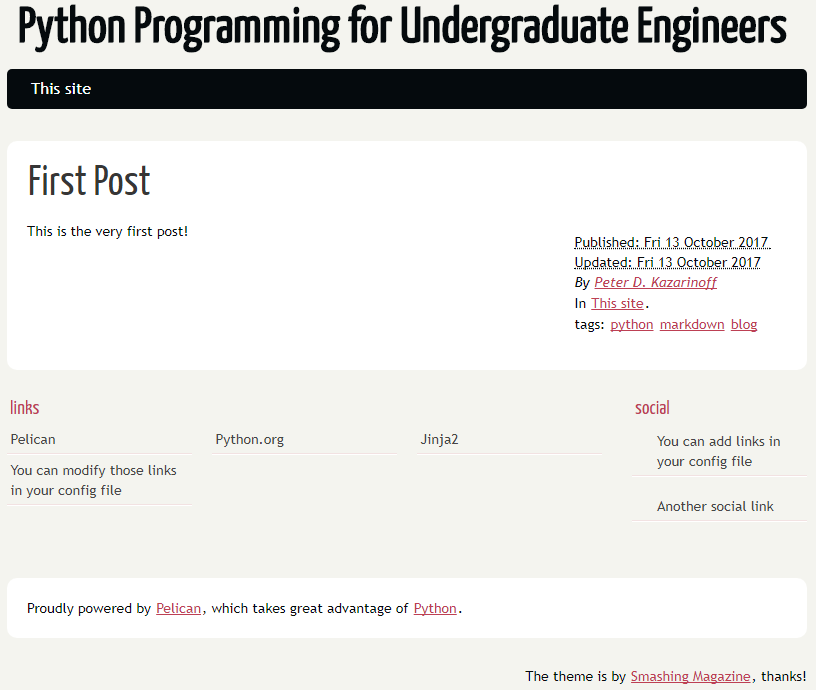 Python Programming for Undergraduate Engineers
This site
First Post
This is the very first post!
Published: Fri 13 October 2017
Updated: Fri 13 October 2017
By Peter D. Kazarinoff
In This site.
tags: python markdown blog
links
Pelican
Python.org
Jinja2
You can modify those links
in your config file
social
You can add links in
your config file
Another social link
Proudly powered by Pelican, which takes great advantage of Python.
The theme is by Smashing Magazine, thanks!